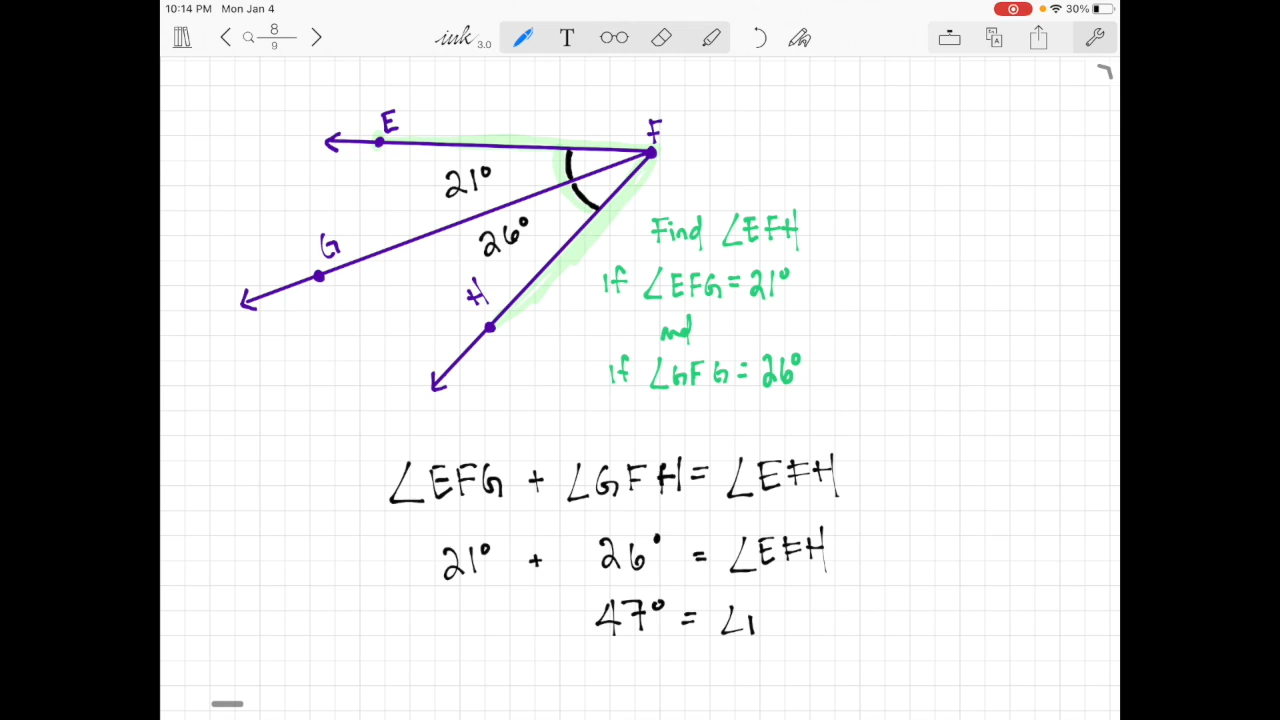 10:14 PM Mon Jan 4
30%
8
9
ink 3.0
T
E
F
21°
G
26°
H
Find ∠EFH
If ∠EFG = 21°
and
If ∠GFG = 26°
∠EFG + ∠GFH = ∠EFH
21° + 26° = ∠EFH
47° = ∠